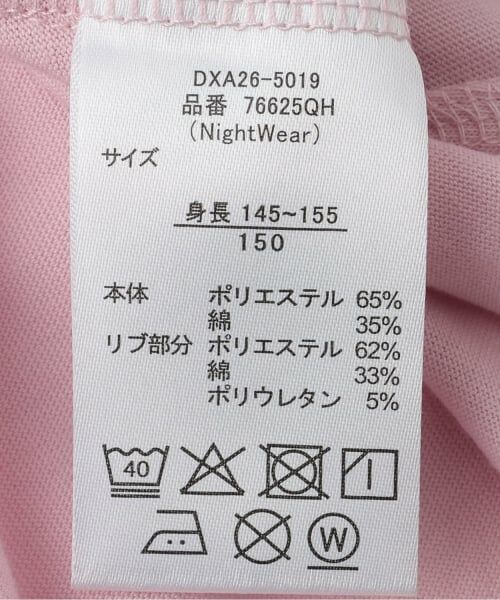 DXA26-5019
品番 76625QH
(NightWear)
サイズ
身長 145~155
150
本体 ポリエステル 65%
綿 35%
リブ部分 ポリエステル 62%
綿 33%
ポリウレタン 5%
40
W